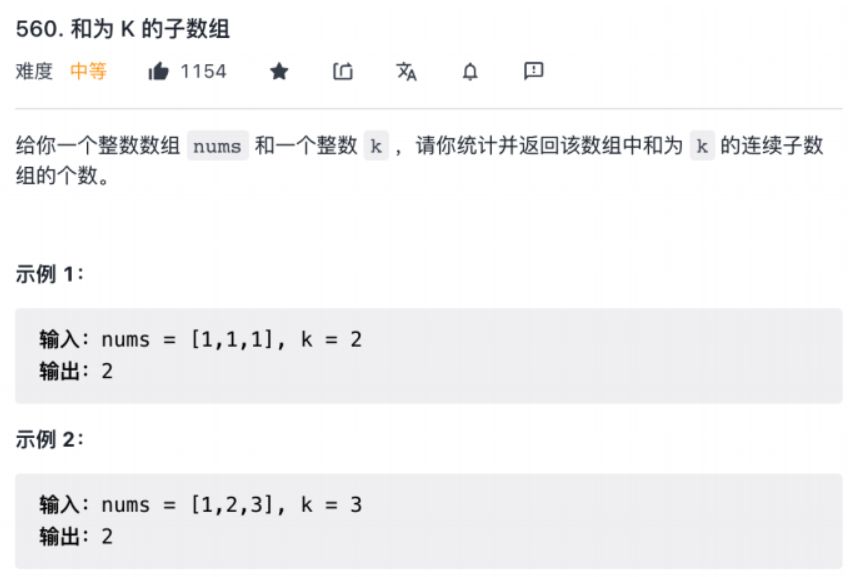 560. 和为 K 的子数组
难度 中等 1154
给你一个整数数组 nums 和一个整数 k ，请你统计并返回该数组中和为 k 的连续子数
组的个数。
示例 1：
输入：nums = [1,1,1], k = 2
输出：2
示例 2：
输入：nums = [1,2,3], k = 3
输出：2